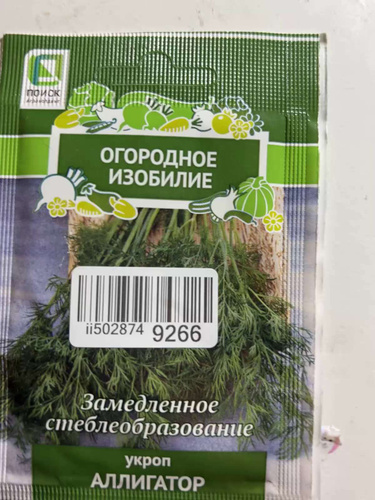 ПОИСК
ОГОРОДНОЕ
ИЗОБИЛИЕ
ii502874 9266
Замедленное
стеблеобразование
укроп
АЛЛИГАТОР